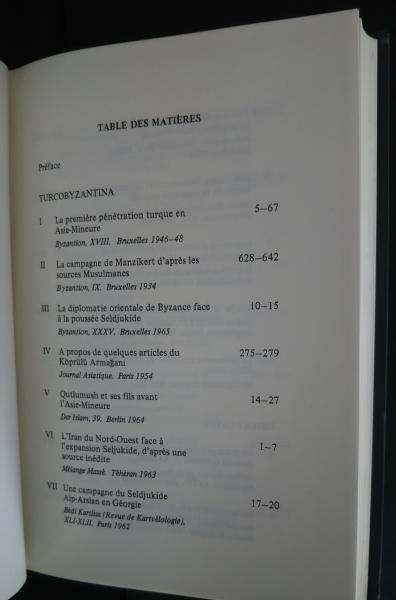 TABLE DES MATIÈRES
Préface
TURCOBYZANTINA
I La première pénétration turque en 5–67
Asie-Mineure
Byzantion, XVIII. Bruxelles 1946–48
II La campagne de Manzikert d'après les 628–642
sources Musulmanes
Byzantion, IX. Bruxelles 1934
III La diplomatie orientale de Byzance face 10–15
à la poussée Seldjukide
Byzantion, XXXV. Bruxelles 1965
IV A propos de quelques articles du 275–279
Köprülü Armağani
Journal Asiatique. Paris 1954
V Qutlumush et ses fils avant 14–27
l'Asie-Mineure
Der Islam, 39. Berlin 1964
VI L'Iran du Nord-Ouest face à 1–7
l'expansion Seljukide, d'après une
source inédite
Mélange Massé. Téhèran 1963
VII Une campagne du Seldjukide 17–20
Alp-Arslan en Géorgie
Bédi Kartlisa (Revue de Kartvélologie),
XLI-XLII. Paris 1962